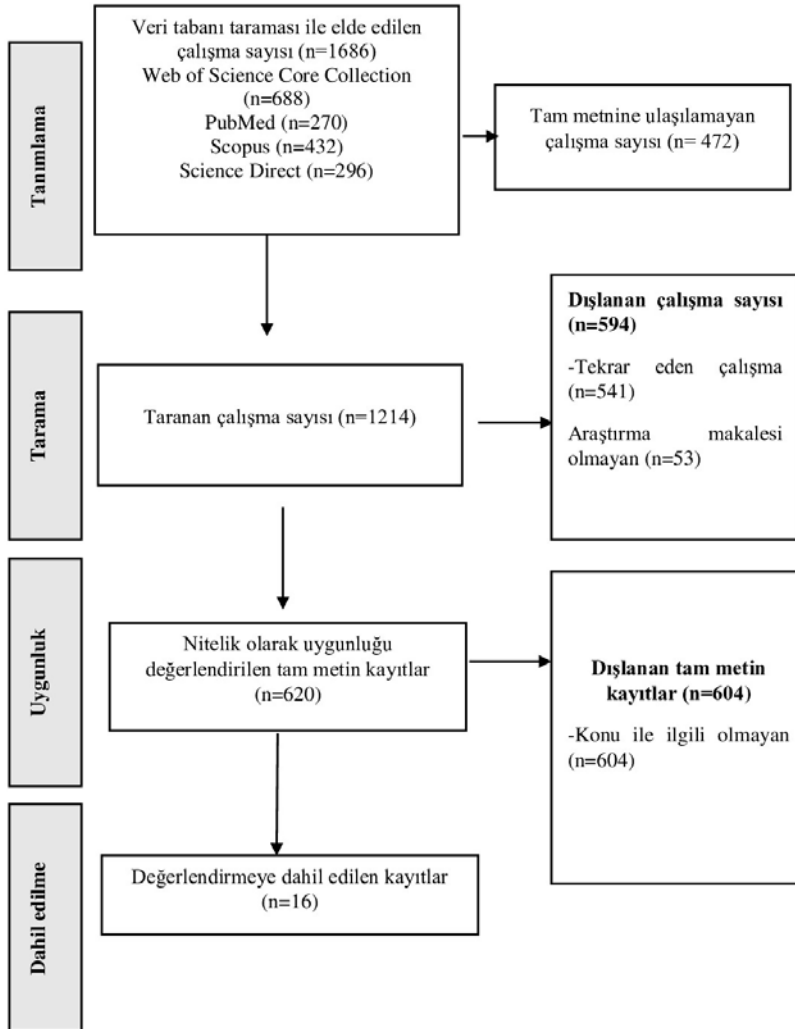 Tanımlama
Veri tabanı taraması ile elde edilen
çalışma sayısı (n=1686)
Web of Science Core Collection
(n=688)
PubMed (n=270)
Scopus (n=432)
Science Direct (n=296)
Tam metnine ulaşılamayan
çalışma sayısı (n= 472)
Tarama
Taranan çalışma sayısı (n=1214)
Dışlanan çalışma sayısı
(n=594)
-Tekrar eden çalışma
(n=541)
Araştırma makalesi
olmayan (n=53)
Uygunluk
Nitelik olarak uygunluğu
değerlendirilen tam metin kayıtlar
(n=620)
Dışlanan tam metin
kayıtlar (n=604)
-Konu ile ilgili olmayan
(n=604)
Dahil edilme
Değerlendirmeye dahil edilen kayıtlar
(n=16)